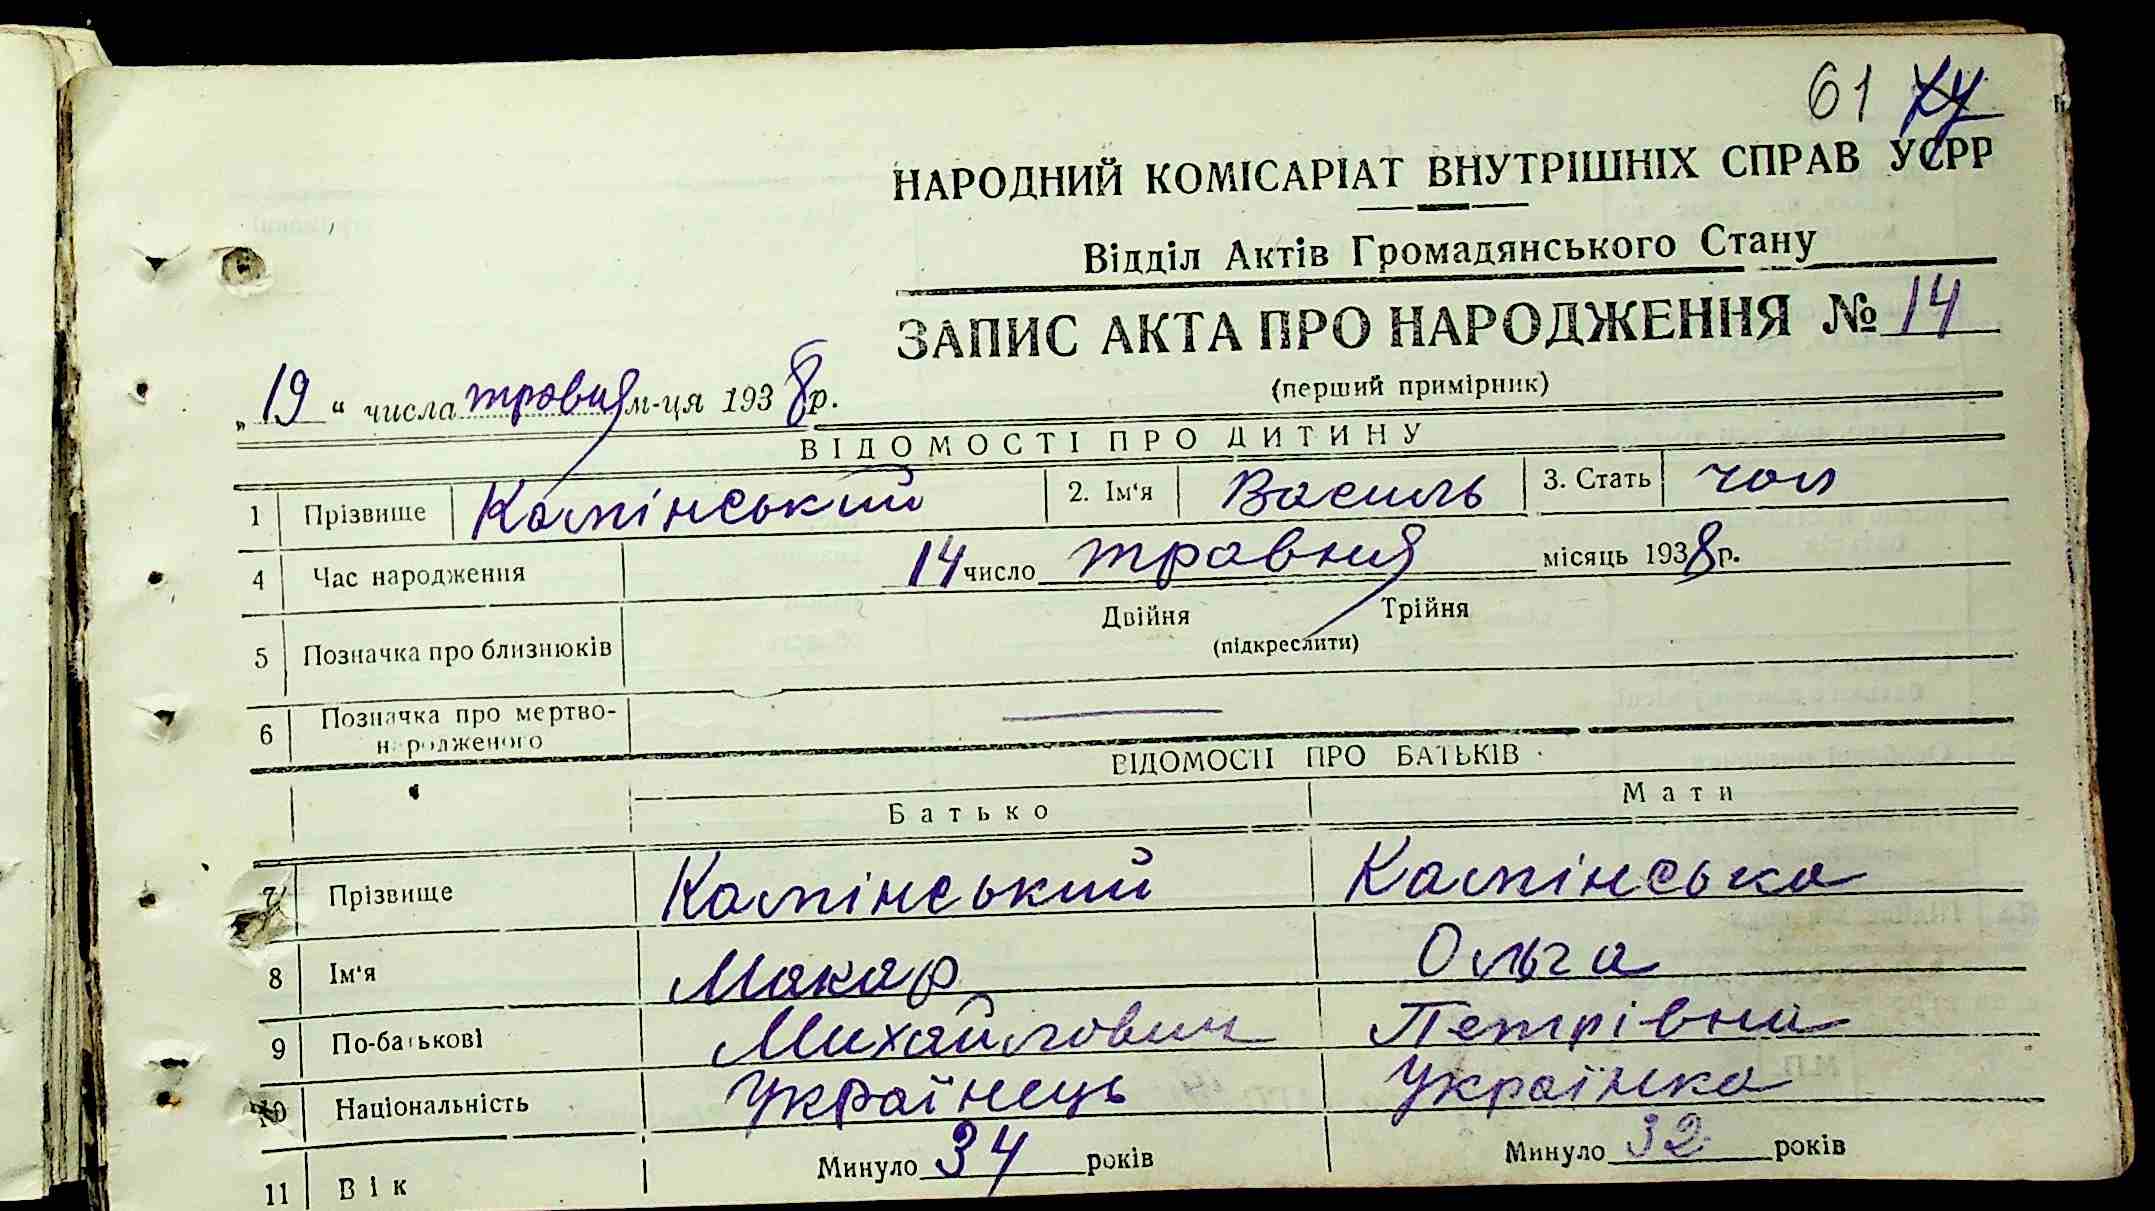 61
НАРОДНИЙ КОМІСАРІАТ ВНУТРІШНІХ СПРАВ УСРР
Відділ Актів Громадянського Стану
ЗАПИС АКТА ПРО НАРОДЖЕННЯ № 14
(перший примірник)
„19“ числа травня м-ця 1938 р.
ВІДОМОСТІ ПРО ДИТИНУ
1 Прізвище Камінський 2. Ім'я Василь 3. Стать чол
4 Час народження 14 число травня місяць 1938 р.
5 Позначка про близнюків Двійня Трійня
(підкреслити)
6 Позначка про мертво-
народженого
ВІДОМОСТІ ПРО БАТЬКІВ
Батько Мати
7 Прізвище Камінський Камінська
8 Ім'я Макар Ольга
9 По-батькові Михайлович Петрівна
10 Національність Українець Українка
11 Вік Минуло 34 років Минуло 32 років